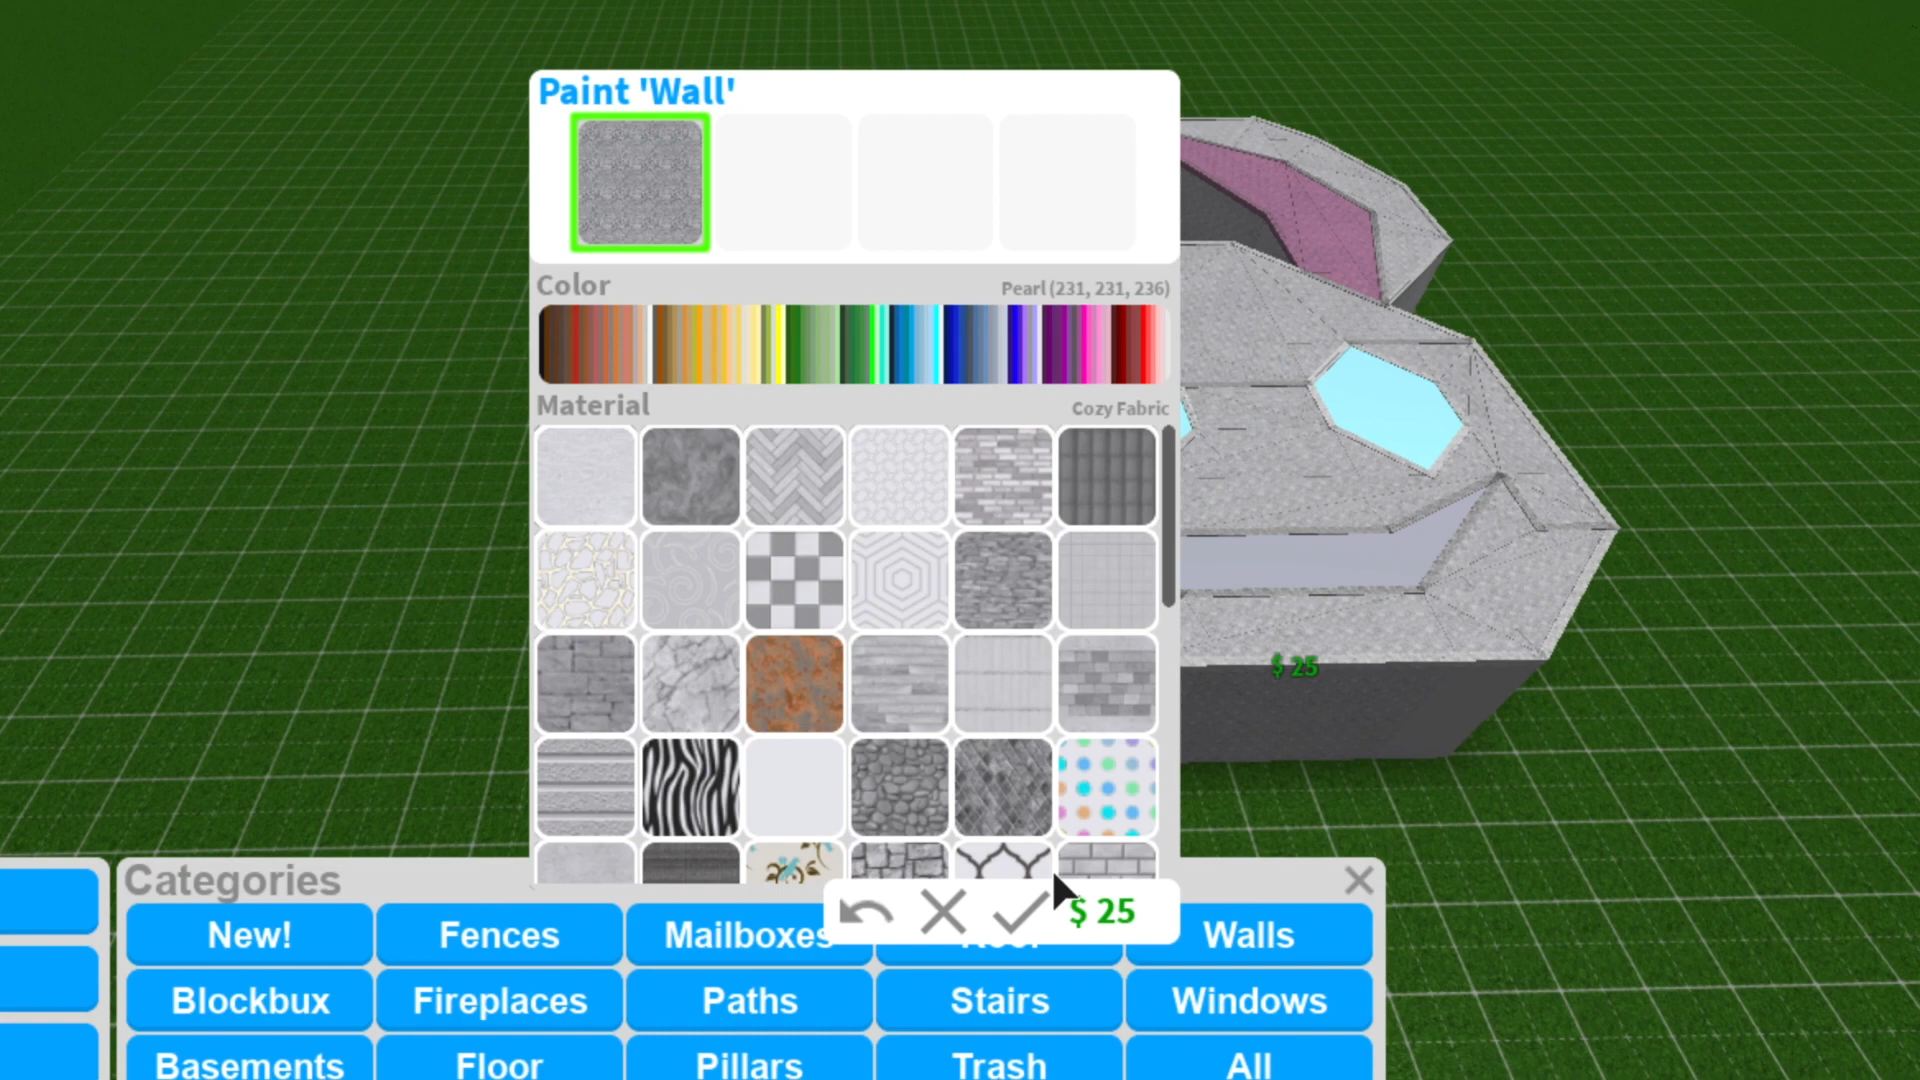 Paint 'Wall'
Color
Pearl (231, 231, 236)
Material
Cozy Fabric
$ 25
Categories
$ 25
New!
Fences
Mailboxes
Walls
Blockbux
Fireplaces
Paths
Stairs
Windows
Basements
Floor
Pillars
Trash
All